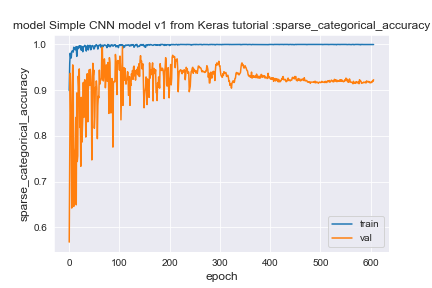 model Simple CNN model v1 from Keras tutorial :sparse_categorical_accuracy
1.0
0.9
0.8
0.7
0.6
sparse_categorical_accuracy
0 100 200 300 400 500 600
epoch
train
val